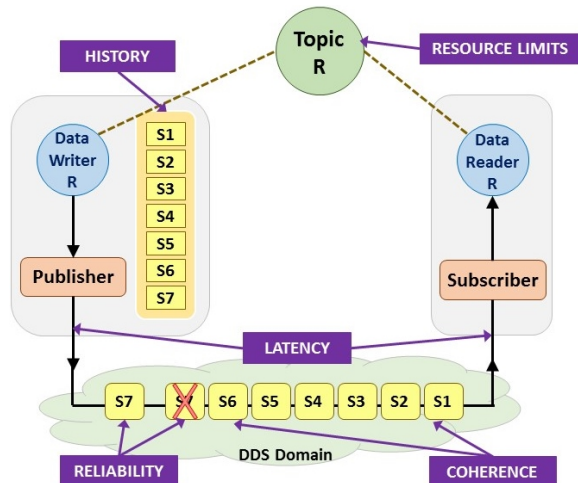 Topic
R
RESOURCE LIMITS
HISTORY
Data
Writer
R
S1
S2
S3
S4
S5
S6
S7
Data
Reader
R
Publisher
Subscriber
LATENCY
S7
S7
S6
S5
S4
S3
S2
S1
DDS Domain
RELIABILITY
COHERENCE